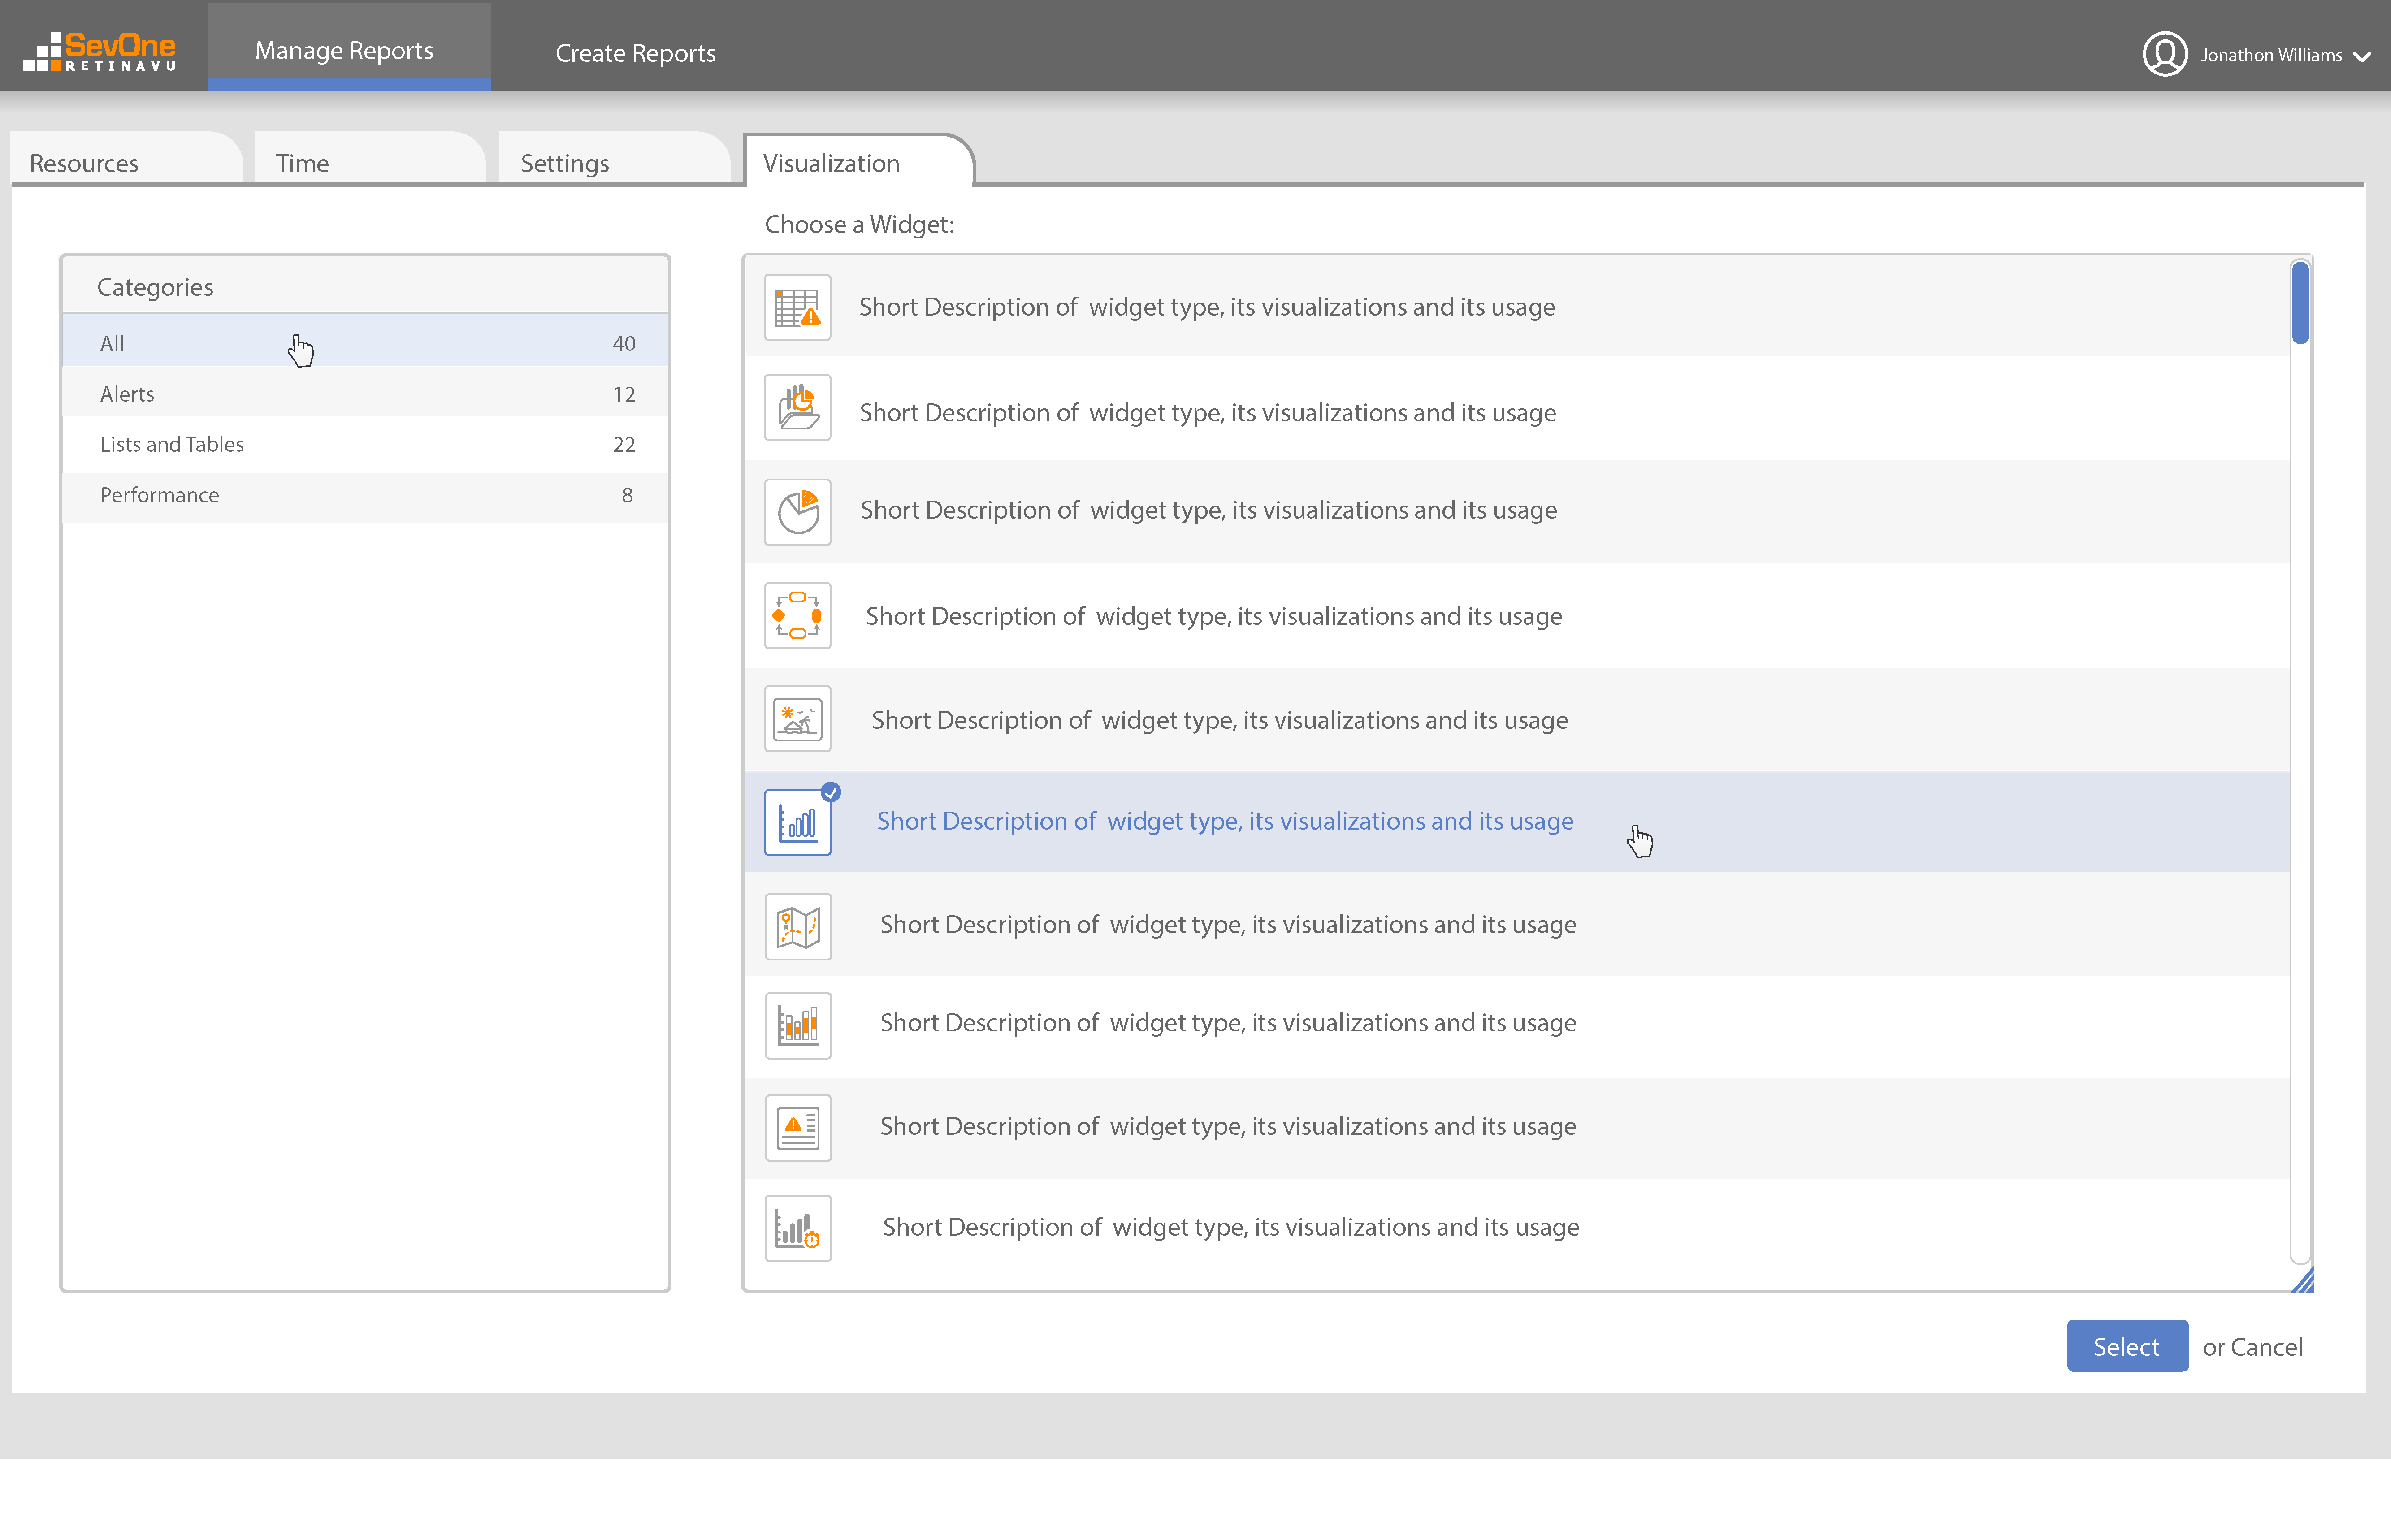 SevOne
RETINAVU
Manage Reports
Create Reports
Jonathon Williams
Resources
Time
Settings
Visualization
Choose a Widget:
Categories
All 40
Alerts 12
Lists and Tables 22
Performance 8
Short Description of widget type, its visualizations and its usage
Short Description of widget type, its visualizations and its usage
Short Description of widget type, its visualizations and its usage
Short Description of widget type, its visualizations and its usage
Short Description of widget type, its visualizations and its usage
Short Description of widget type, its visualizations and its usage
Short Description of widget type, its visualizations and its usage
Short Description of widget type, its visualizations and its usage
Short Description of widget type, its visualizations and its usage
Short Description of widget type, its visualizations and its usage
Select or Cancel